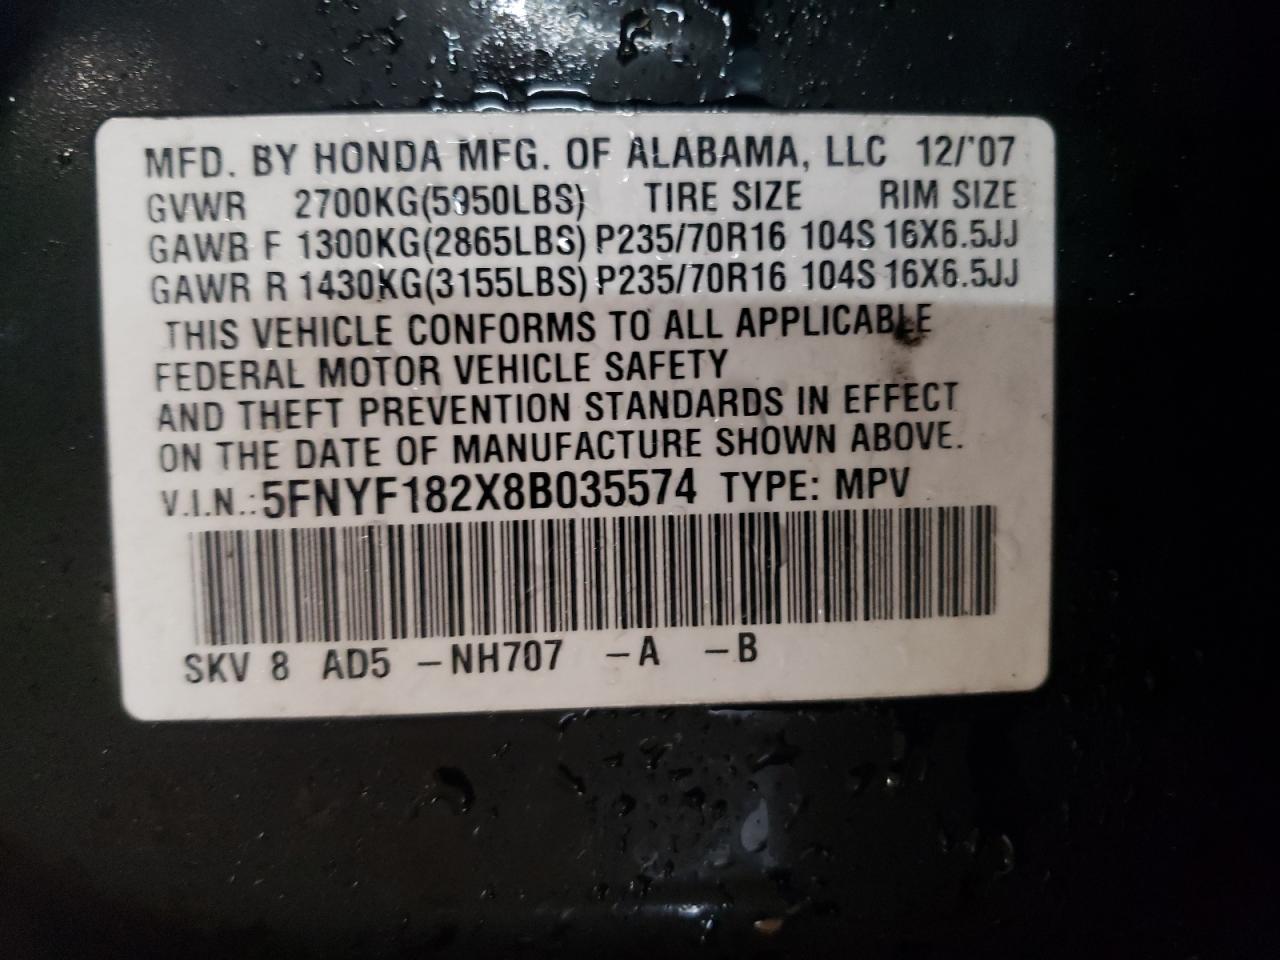 MFD. BY HONDA MFG. OF ALABAMA, LLC 12/'07
GVWR 2700KG(5950LBS) TIRE SIZE RIM SIZE
GAWR F 1300KG(2865LBS) P235/70R16 104S 16X6.5JJ
GAWR R 1430KG(3155LBS) P235/70R16 104S 16X6.5JJ
THIS VEHICLE CONFORMS TO ALL APPLICABLE
FEDERAL MOTOR VEHICLE SAFETY
AND THEFT PREVENTION STANDARDS IN EFFECT
ON THE DATE OF MANUFACTURE SHOWN ABOVE.
V.I.N.: 5FNYF182X8B035574 TYPE: MPV
SKV 8 AD5 –NH707 –A –B